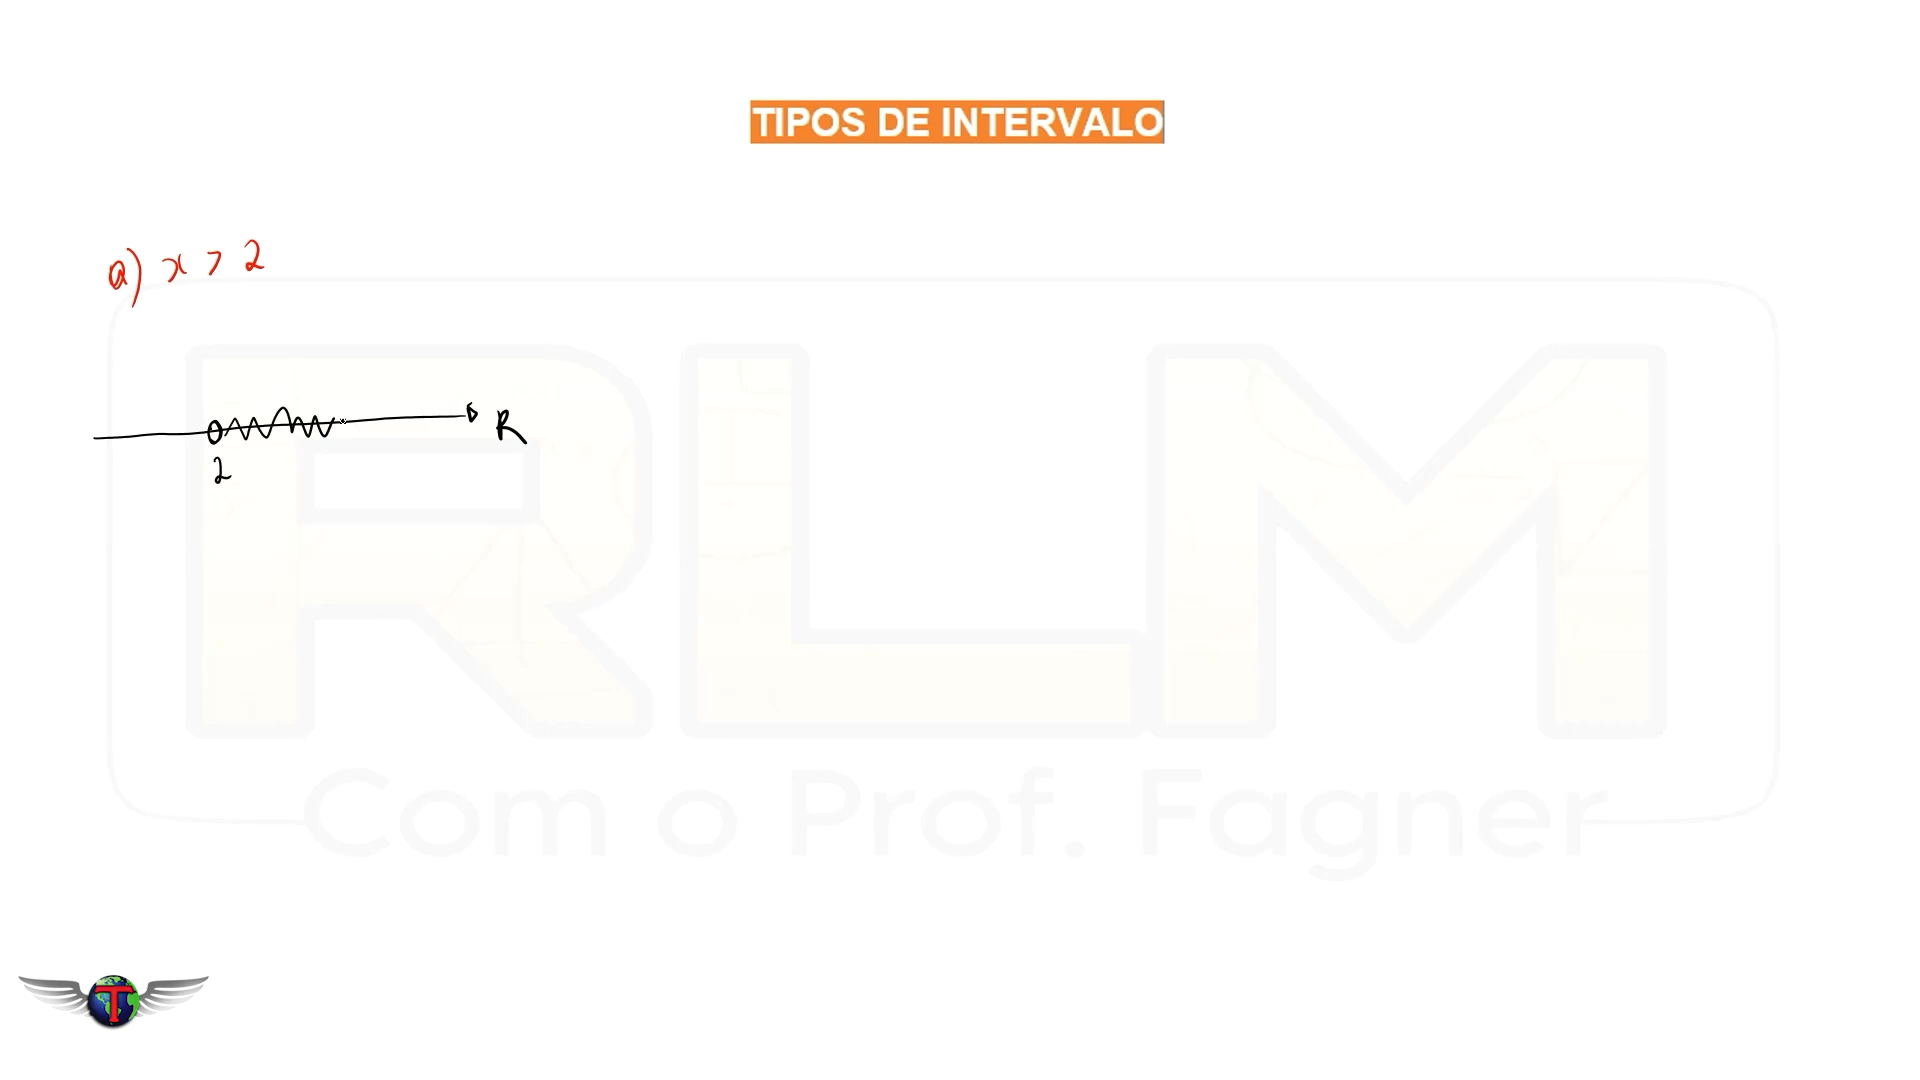 TIPOS DE INTERVALO
a) x > 2
R
2
RLM
Com o Prof. Fagner
T